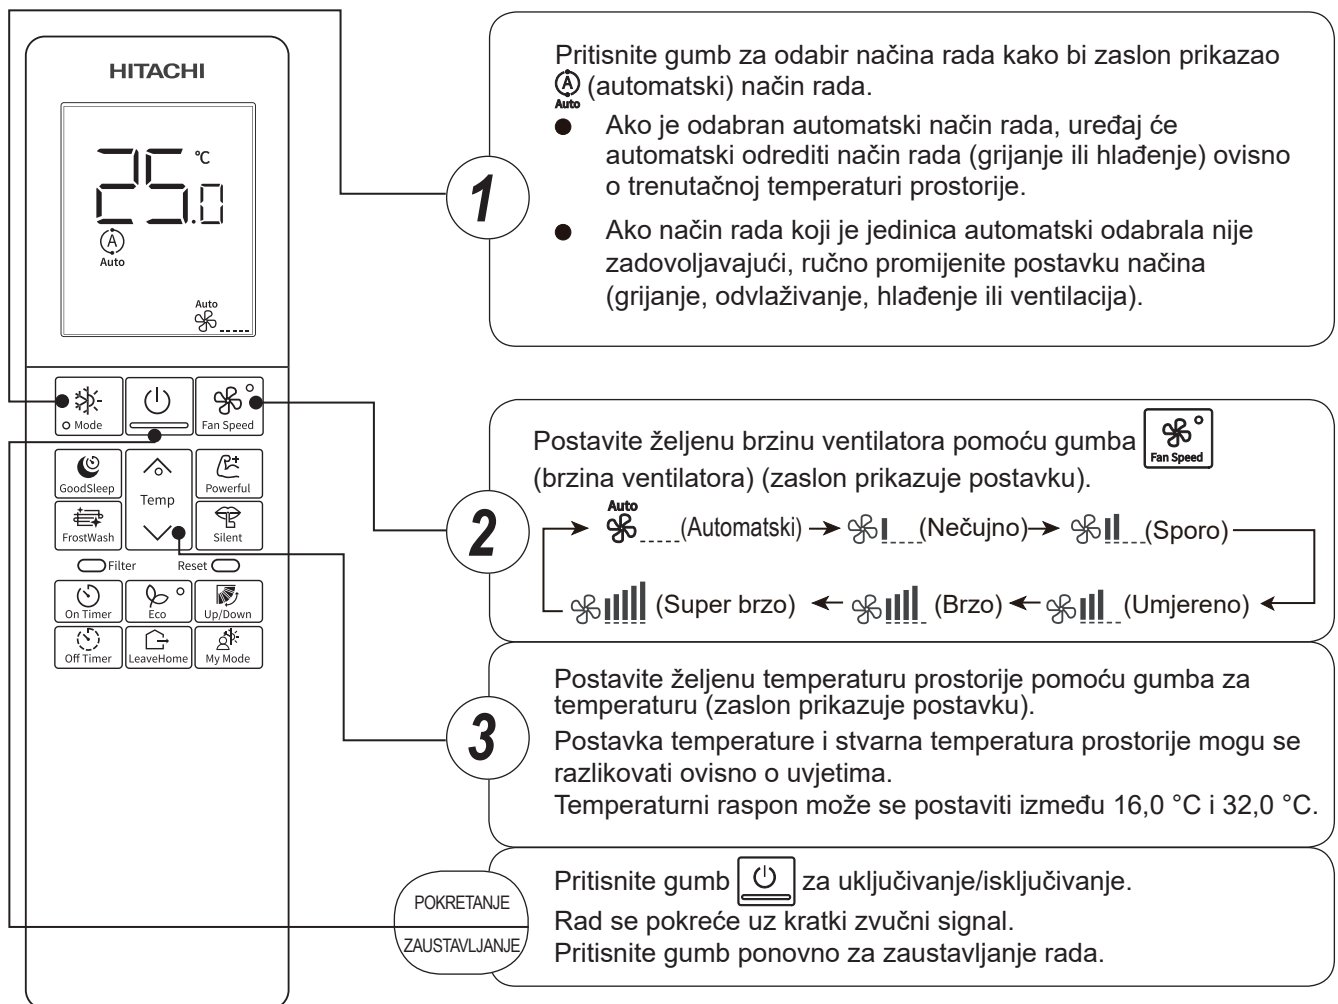 HITACHI
25.0 °C
A
Auto
Auto
Mode
Fan Speed
GoodSleep
Temp
Powerful
FrostWash
Silent
Filter
Reset
On Timer
Eco
Up/Down
Off Timer
LeaveHome
My Mode
1
Pritisnite gumb za odabir načina rada kako bi zaslon prikazao
A Auto (automatski) način rada.
● Ako je odabran automatski način rada, uređaj će
automatski odrediti način rada (grijanje ili hlađenje) ovisno
o trenutačnoj temperaturi prostorije.
● Ako način rada koji je jedinica automatski odabrala nije
zadovoljavajući, ručno promijenite postavku načina
(grijanje, odvlaživanje, hlađenje ili ventilacija).
2
Postavite željenu brzinu ventilatora pomoću gumba Fan Speed
(brzina ventilatora) (zaslon prikazuje postavku).
Auto (Automatski) (Nečujno) (Sporo)
(Super brzo) (Brzo) (Umjereno)
3
Postavite željenu temperaturu prostorije pomoću gumba za
temperaturu (zaslon prikazuje postavku).
Postavka temperature i stvarna temperatura prostorije mogu se
razlikovati ovisno o uvjetima.
Temperaturni raspon može se postaviti između 16,0 °C i 32,0 °C.
POKRETANJE
ZAUSTAVLJANJE
Pritisnite gumb za uključivanje/isključivanje.
Rad se pokreće uz kratki zvučni signal.
Pritisnite gumb ponovno za zaustavljanje rada.